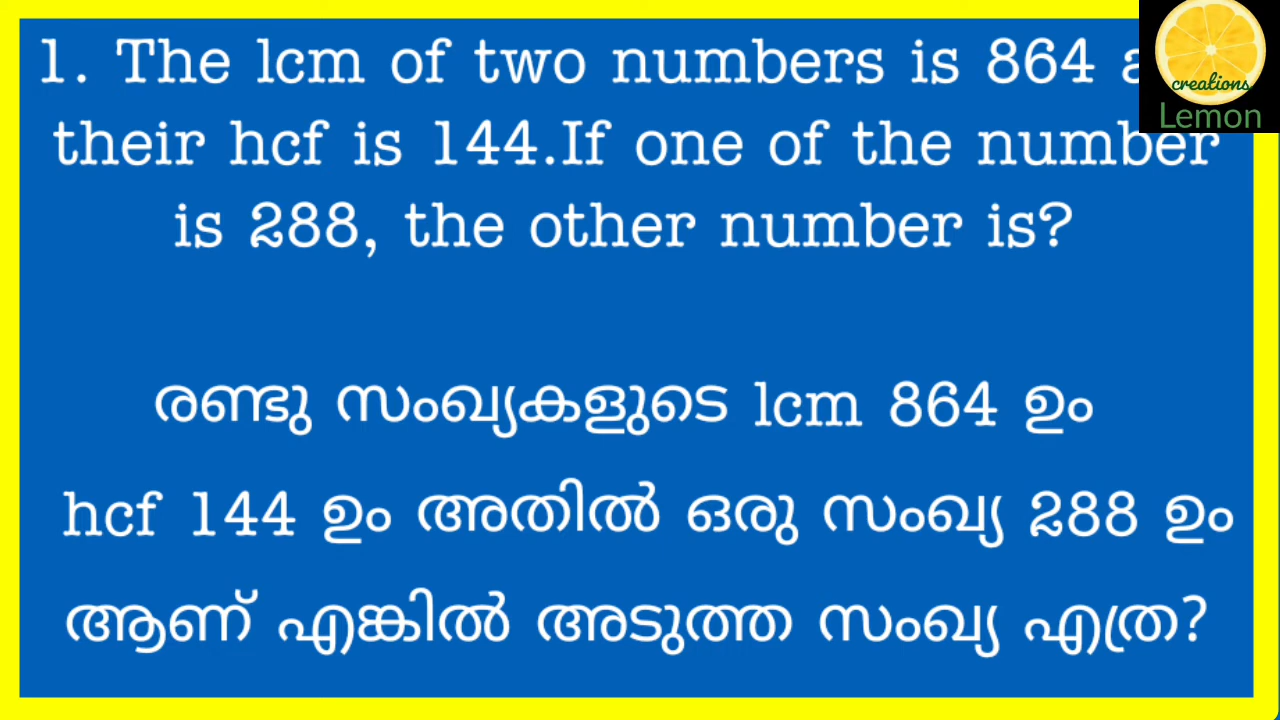 1. The lcm of two numbers is 864 a
their hcf is 144.If one of the number
is 288, the other number is?
രണ്ടു സംഖ്യകളുടെ lcm 864 ഉം
hcf 144 ഉം അതിൽ ഒരു സംഖ്യ 288 ഉം
ആണ് എങ്കിൽ അടുത്ത സംഖ്യ എത്ര?
creations
Lemon